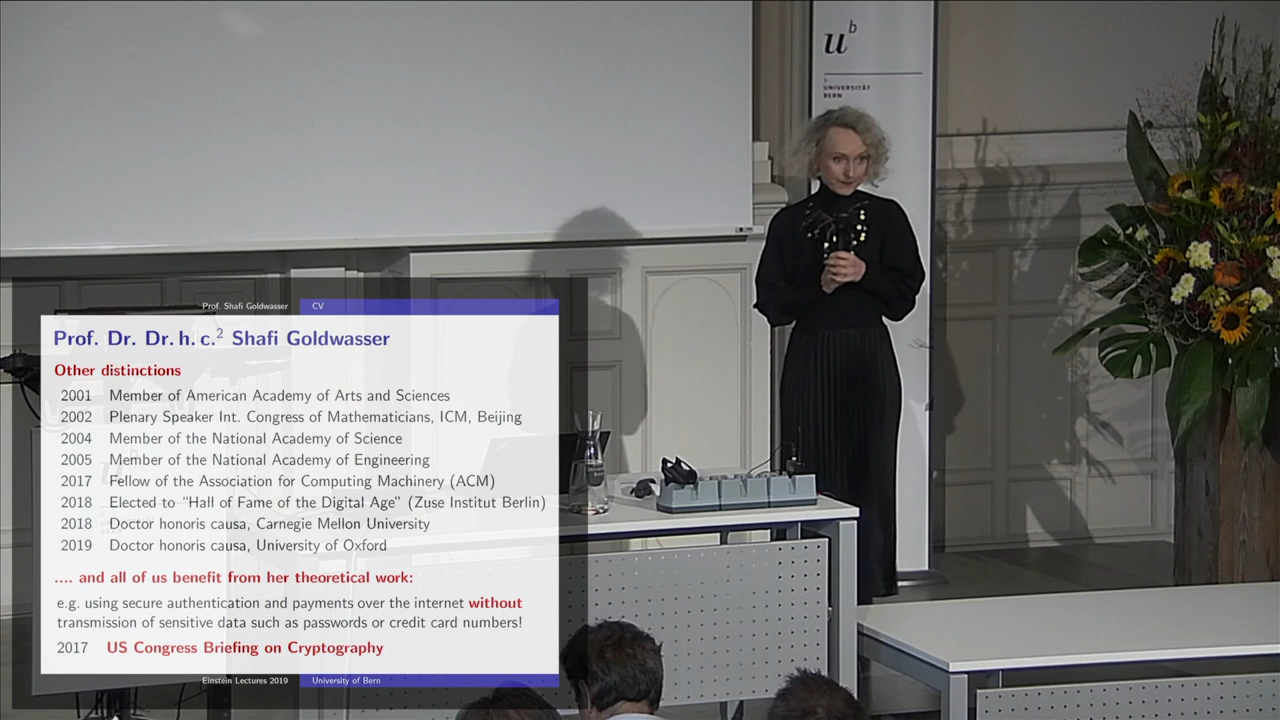 u^b
UNIVERSITÄT
BERN
Prof. Shafi Goldwasser CV
Prof. Dr. Dr. h. c.² Shafi Goldwasser
Other distinctions
2001 Member of American Academy of Arts and Sciences
2002 Plenary Speaker Int. Congress of Mathematicians, ICM, Beijing
2004 Member of the National Academy of Science
2005 Member of the National Academy of Engineering
2017 Fellow of the Association for Computing Machinery (ACM)
2018 Elected to “Hall of Fame of the Digital Age” (Zuse Institut Berlin)
2018 Doctor honoris causa, Carnegie Mellon University
2019 Doctor honoris causa, University of Oxford
.... and all of us benefit from her theoretical work:
e.g. using secure authentication and payments over the internet without
transmission of sensitive data such as passwords or credit card numbers!
2017 US Congress Briefing on Cryptography
Einstein Lectures 2019 University of Bern